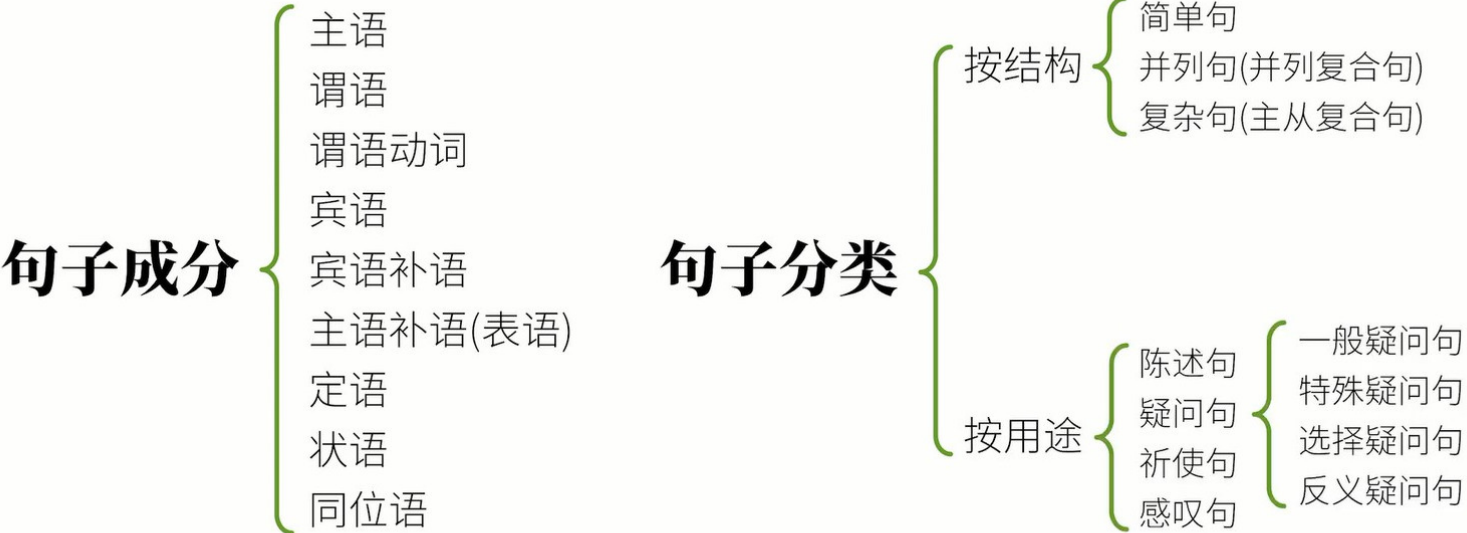 句子成分
主语
谓语
谓语动词
宾语
宾语补语
主语补语(表语)
定语
状语
同位语
句子分类
按结构
简单句
并列句(并列复合句)
复杂句(主从复合句)
按用途
陈述句
疑问句
一般疑问句
特殊疑问句
选择疑问句
反义疑问句
祈使句
感叹句